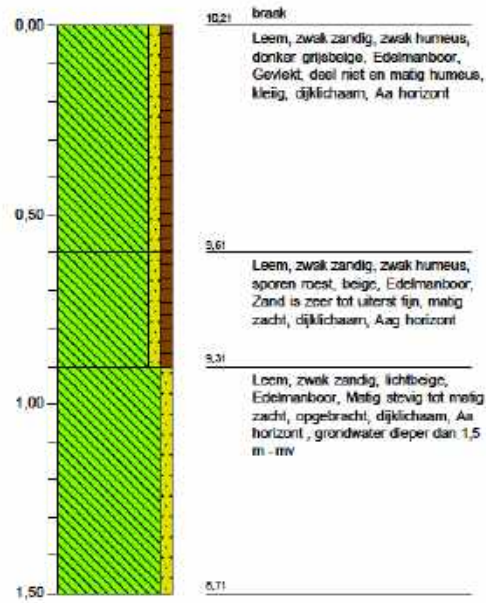 0,00
10,21 braak
Leem, zwak zandig, zwak humeus,
donker grijsbeige, Edelmanboor,
Gevlekt, deel niet en matig humeus,
kleiig, dijklichaam, Aa horizont
0,50
9,61
Leem, zwak zandig, zwak humeus,
sporen roest, beige, Edelmanboor,
Zand is zeer tot uiterst fijn, matig
zacht, dijklichaam, Aag horizont
9,31
Leem, zwak zandig, lichtbeige,
1,00
Edelmanboor, Matig stevig tot matig
zacht, opgebracht, dijklichaam, Aa
horizont , grondwater dieper dan 1,5
m - mv
1,50
8,71